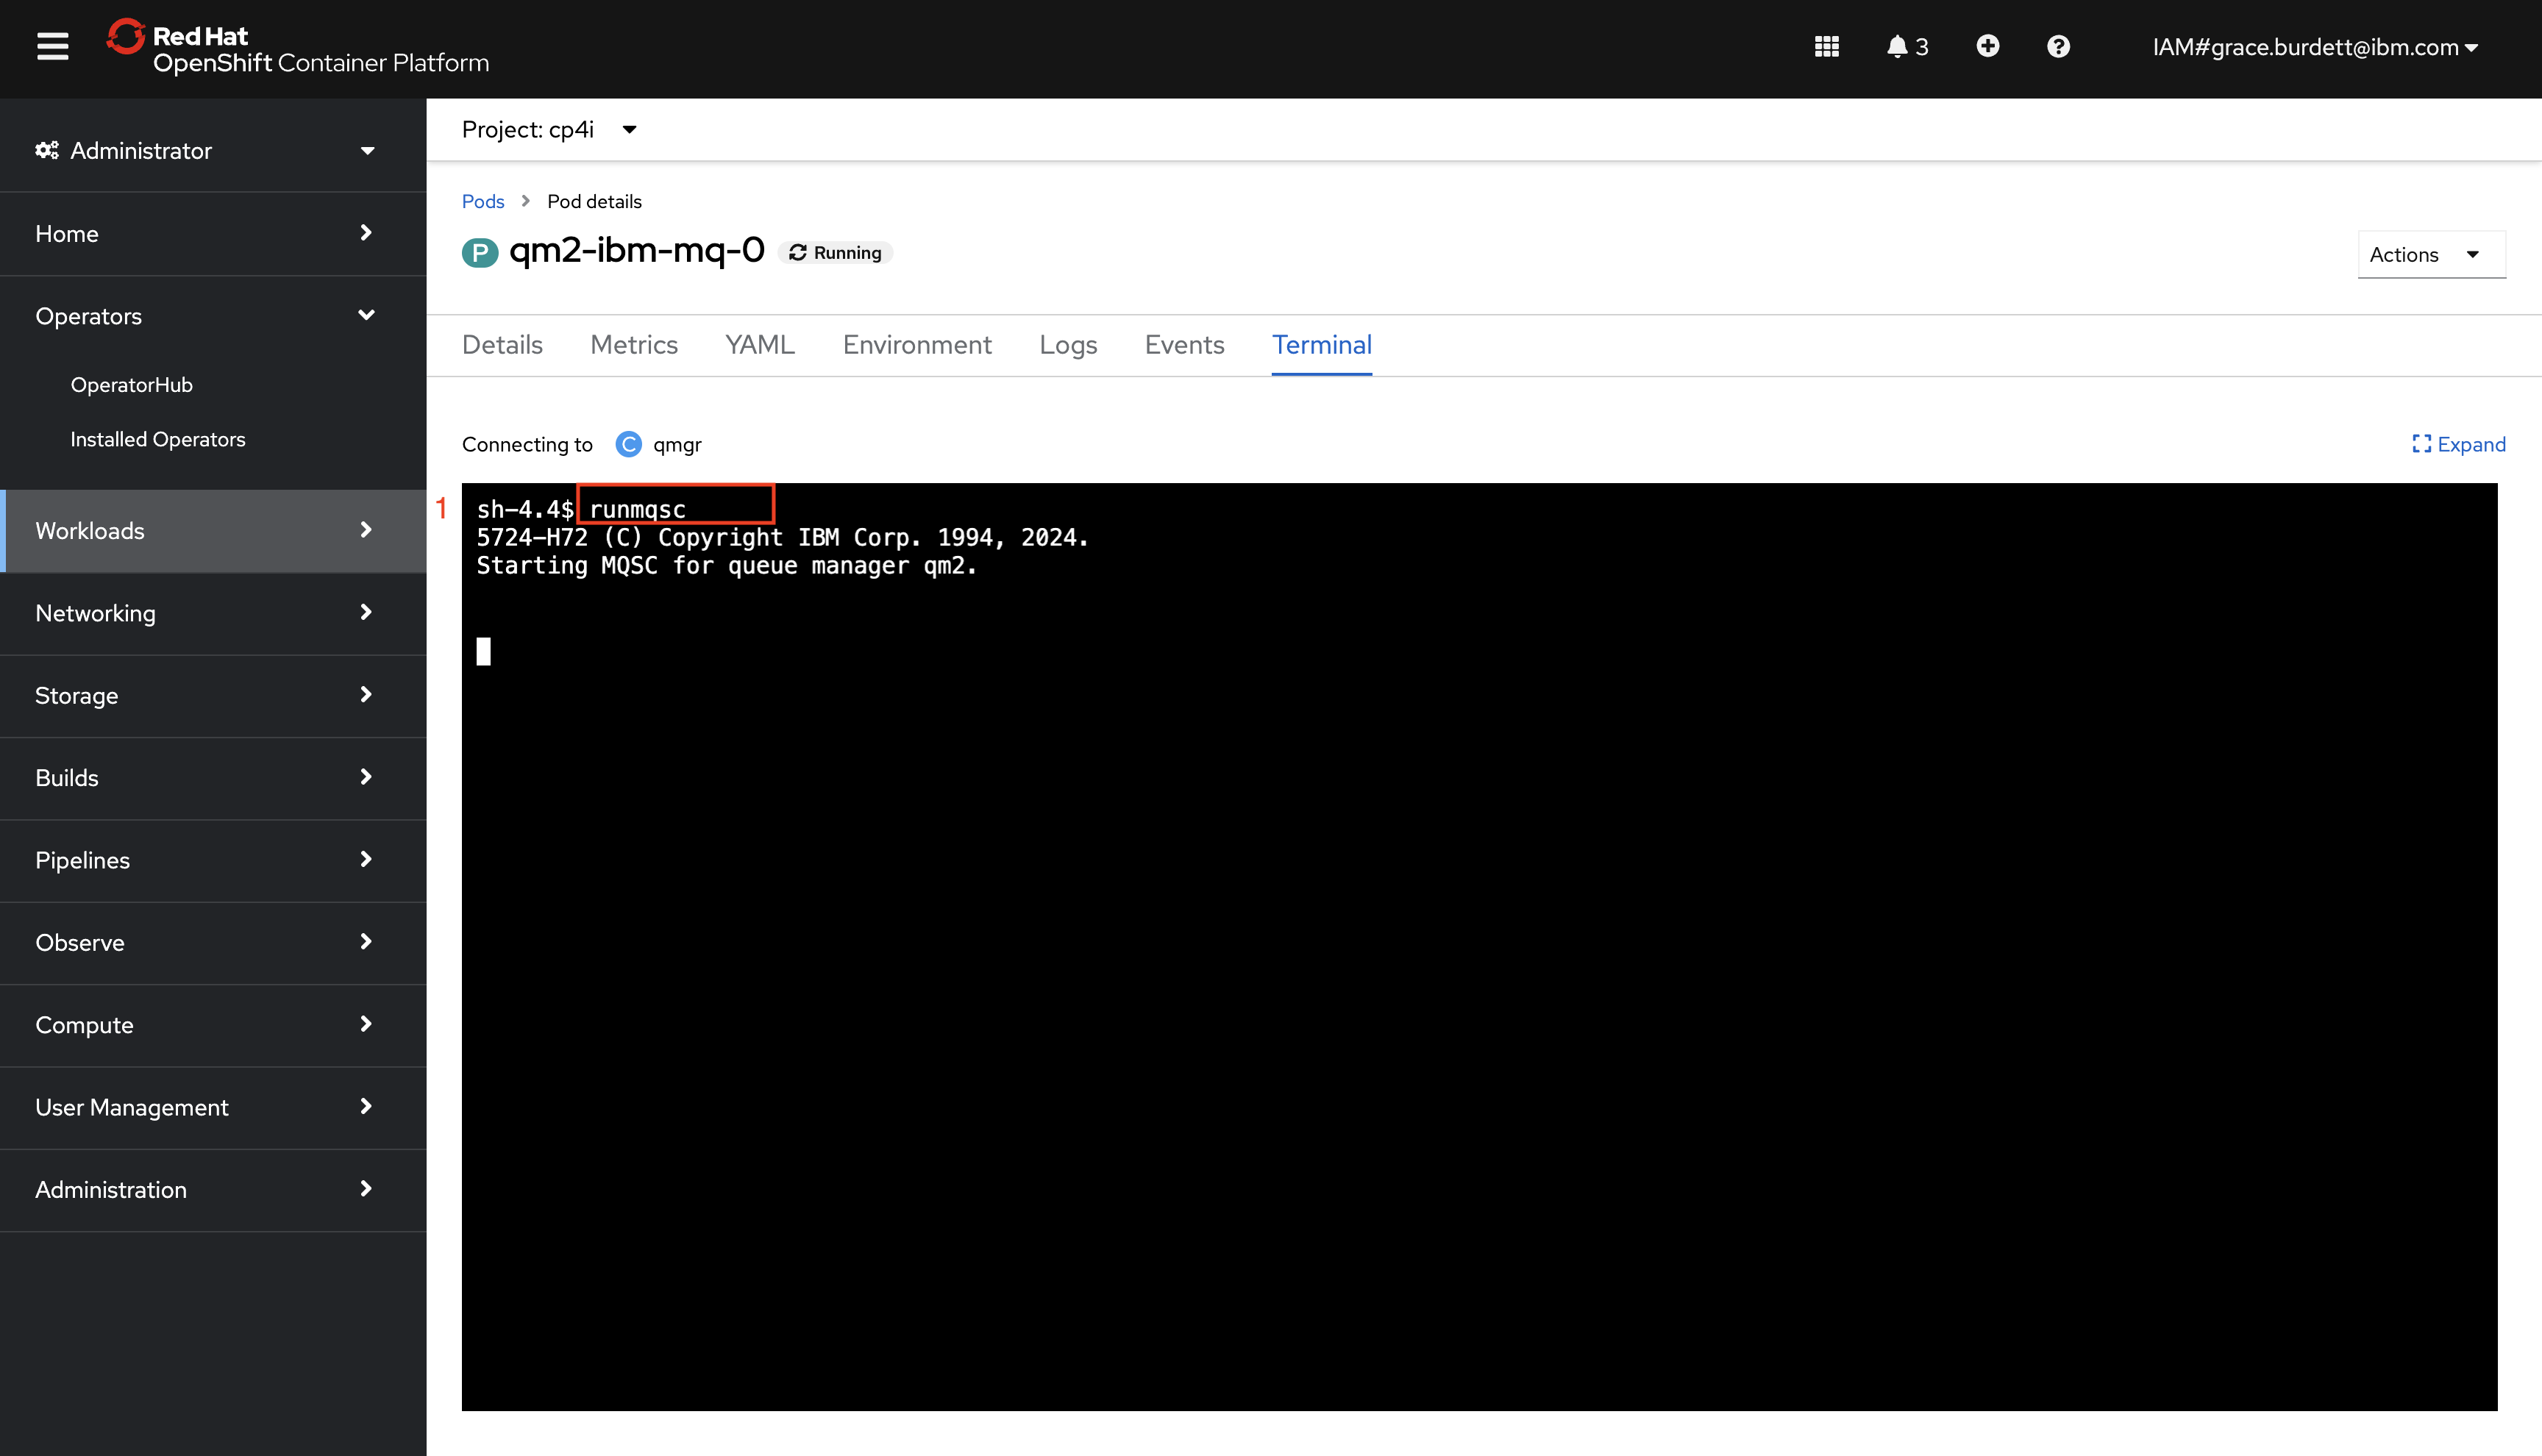 Red Hat
OpenShift Container Platform
3
IAM#grace.burdett@ibm.com
Administrator
Home
Operators
OperatorHub
Installed Operators
Workloads
Networking
Storage
Builds
Pipelines
Observe
Compute
User Management
Administration
Project: cp4i
Pods
Pod details
P
qm2-ibm-mq-0
Running
Actions
Details
Metrics
YAML
Environment
Logs
Events
Terminal
Connecting to
C
qmgr
Expand
1
sh-4.4$ runmqsc
5724-H72 (C) Copyright IBM Corp. 1994, 2024.
Starting MQSC for queue manager qm2.